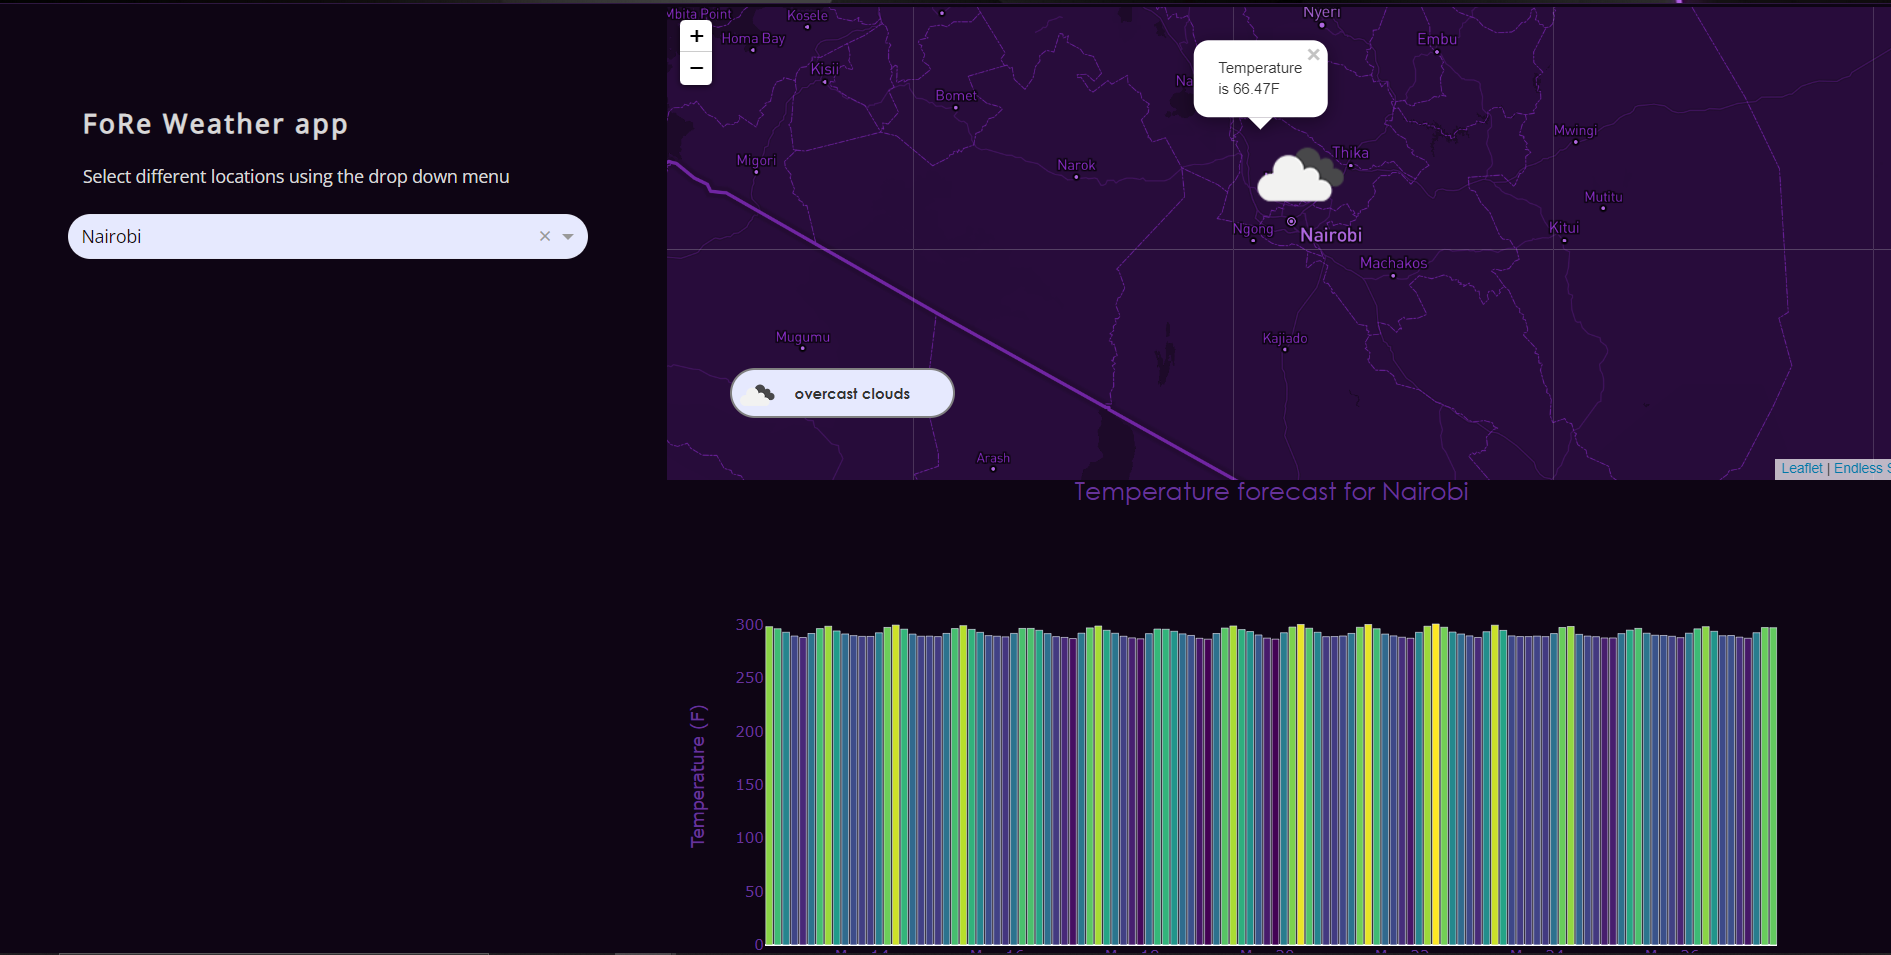 FoRe Weather app
Select different locations using the drop down menu
Nairobi
×
+
−
Mbita Point
Kosele
Homa Bay
Kisii
Bomet
Migori
Narok
Nyeri
Embu
Temperature
is 66.47F
×
Na
Thika
Mwingi
Mutitu
Kitui
Ngong
Nairobi
Machakos
Mugumu
Kajiado
overcast clouds
Arash
Leaflet | Endless S
Temperature forecast for Nairobi
Temperature (F)
300
250
200
150
100
50
0